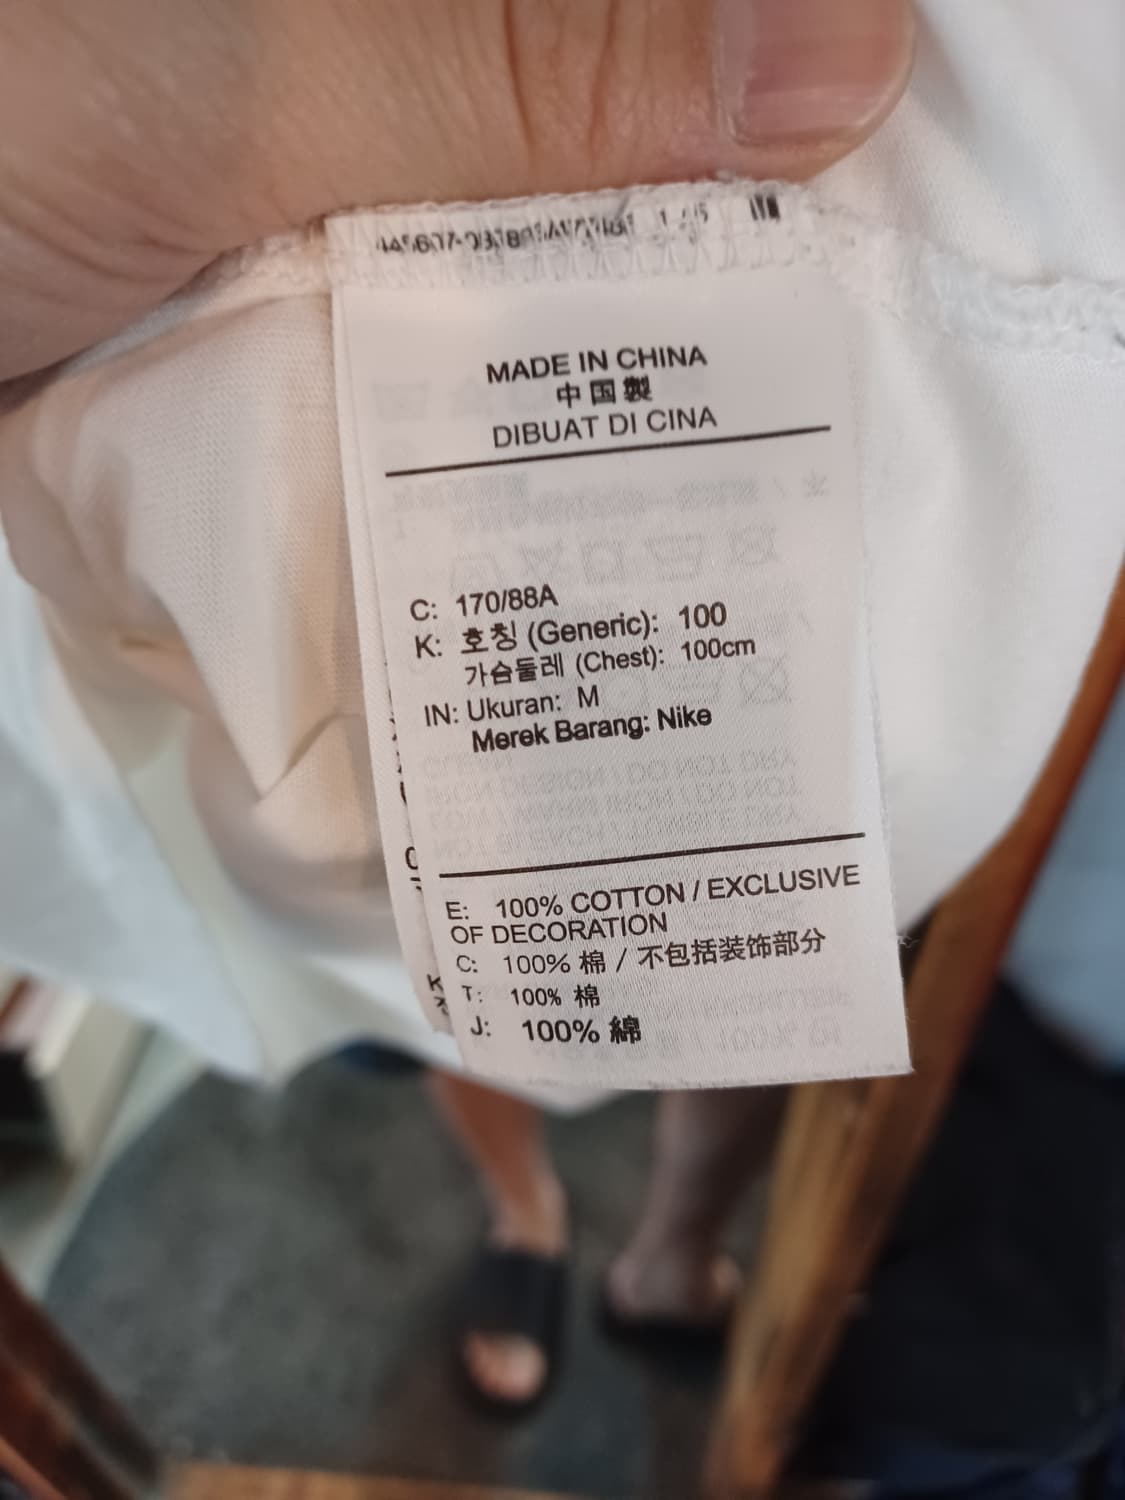 MADE IN CHINA
中国製
DIBUAT DI CINA
C: 170/88A
K: 호칭 (Generic): 100
가슴둘레 (Chest): 100cm
IN: Ukuran: M
Merek Barang: Nike
E: 100% COTTON / EXCLUSIVE
OF DECORATION
C: 100% 棉 / 不包括装饰部分
T: 100% 棉
J: 100% 綿